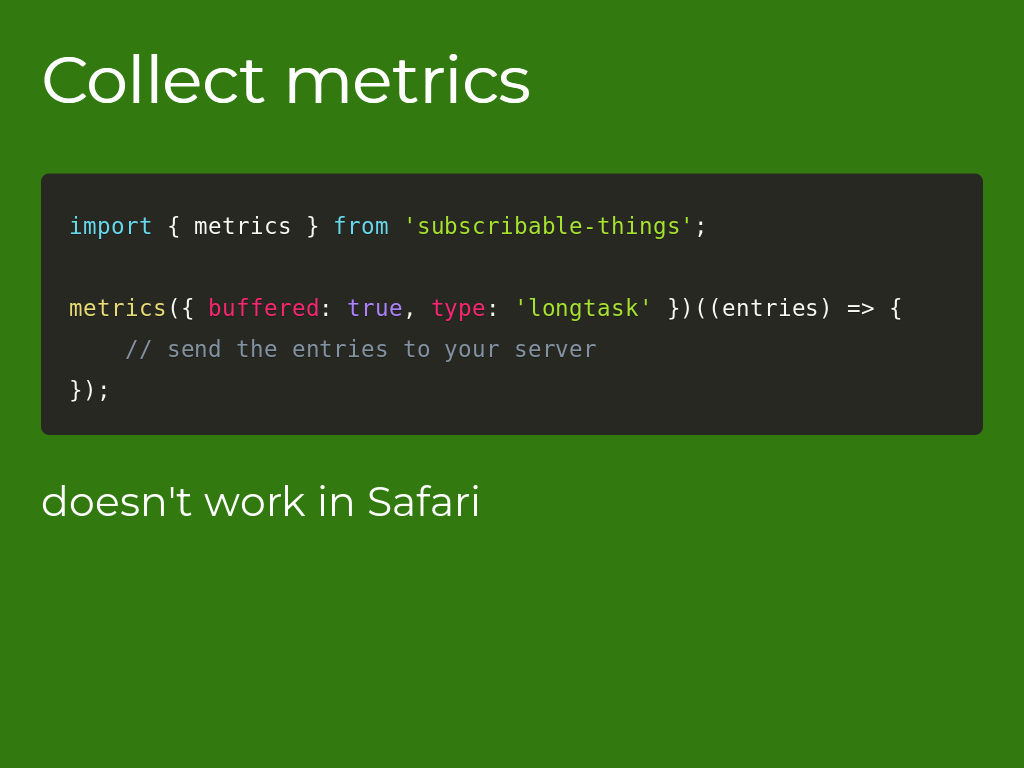 Collect metrics
import { metrics } from 'subscribable-things';
metrics({ buffered: true, type: 'longtask' })((entries) => {
    // send the entries to your server
});
doesn't work in Safari